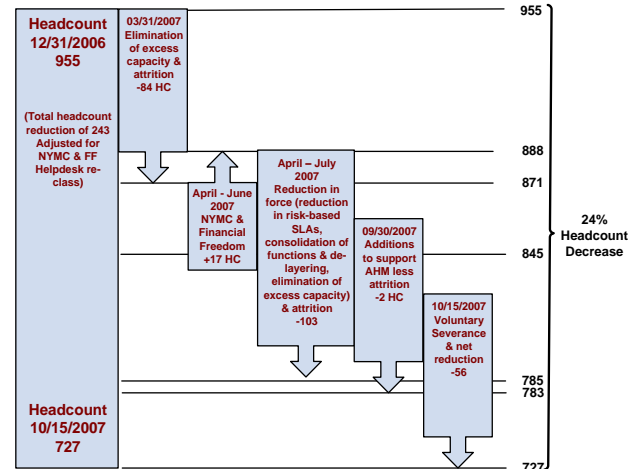 Headcount
12/31/2006
955
(Total headcount
reduction of 243
Adjusted for
NYMC & FF
Helpdesk re-
class)
Headcount
10/15/2007
727
03/31/2007
Elimination
of excess
capacity &
attrition
-84 HC
April - June
2007
NYMC &
Financial
Freedom
+17 HC
April – July
2007
Reduction in
force (reduction
in risk-based
SLAs,
consolidation of
functions & de-
layering,
elimination of
excess capacity)
& attrition
-103
09/30/2007
Additions
to support
AHM less
attrition
-2 HC
10/15/2007
Voluntary
Severance
& net
reduction
-56
955
888
871
845
785
783
727
24%
Headcount
Decrease